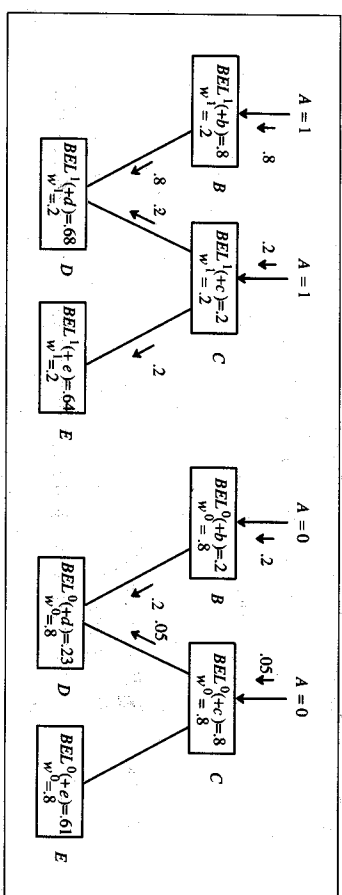 A = 1
.8
BEL¹(+b)=.8
w¹=.2
B
.8
A = 1
.2
BEL¹(+c)=.2
w¹=.2
C
.2
BEL¹(+d)=.68
w¹=.2
D
.2
BEL¹(+e)=.64
w¹=.2
E
A = 0
.2
BEL⁰(+b)=.2
w⁰=.8
B
.2
A = 0
.05
BEL⁰(+c)=.8
w⁰=.8
C
.05
BEL⁰(+d)=.23
w⁰=.8
D
BEL⁰(+e)=.61
w⁰=.8
E